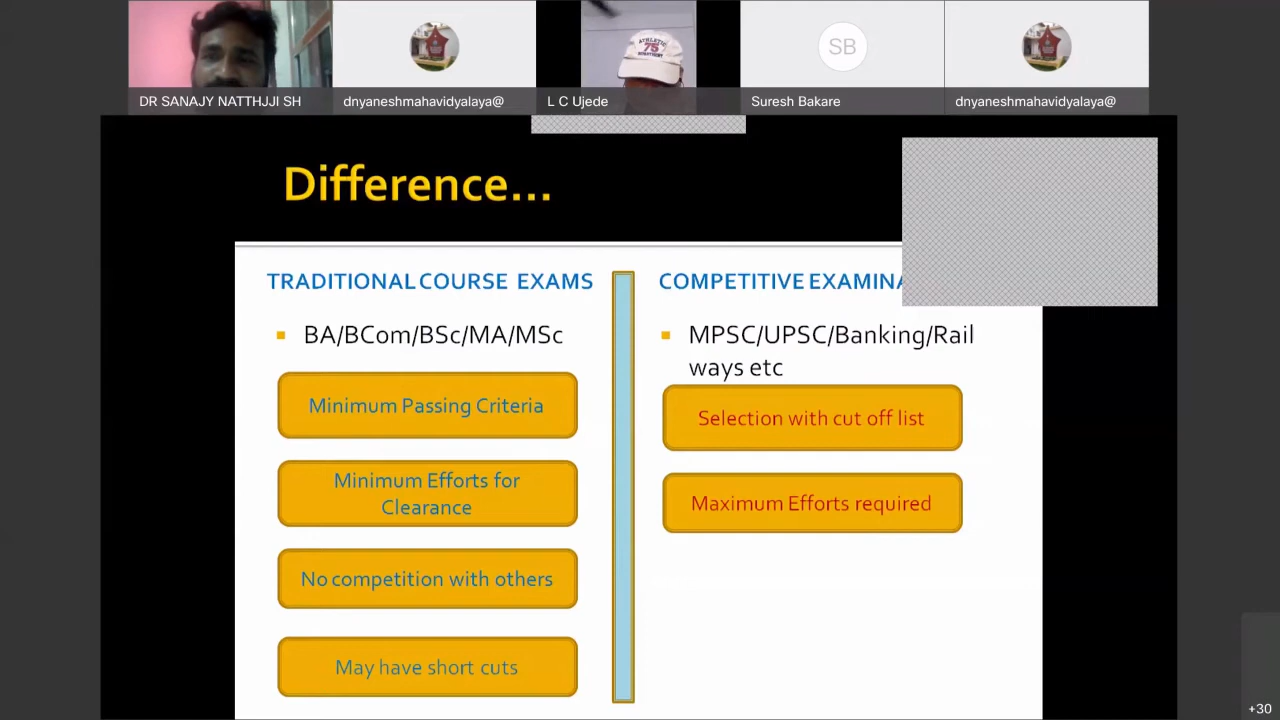 ATHLETIC
75
SB
DR SANAJY NATTHJJI SH
dnyaneshmahavidyalaya@
L C Ujede
Suresh Bakare
dnyaneshmahavidyalaya@
Difference...
TRADITIONAL COURSE EXAMS
BA/BCom/BSc/MA/MSc
Minimum Passing Criteria
Minimum Efforts for
Clearance
No competition with others
May have short cuts
COMPETITIVE
MPSC/UPSC/Banking/Rail
ways etc
Selection with cut off list
Maximum Efforts required
+30